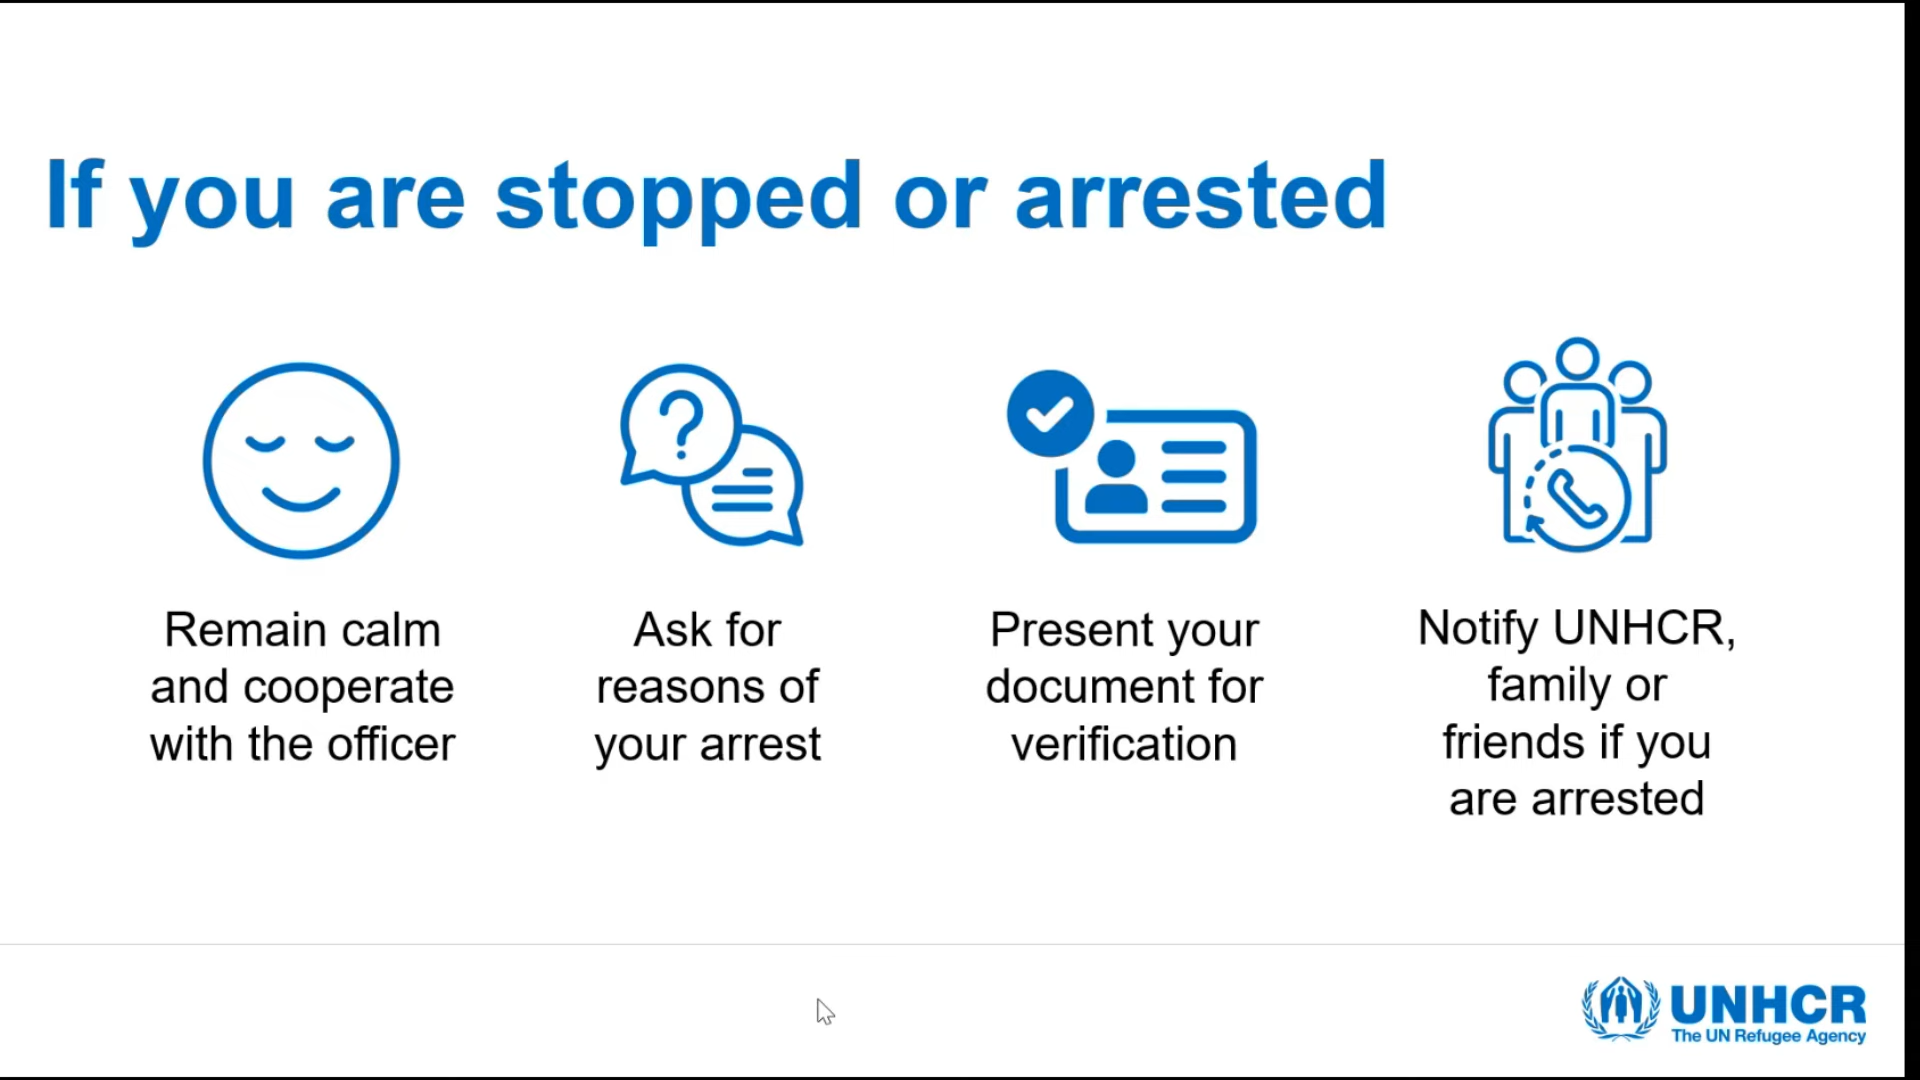 If you are stopped or arrested
Remain calm
and cooperate
with the officer
Ask for
reasons of
your arrest
Present your
document for
verification
Notify UNHCR,
family or
friends if you
are arrested
UNHCR
The UN Refugee Agency